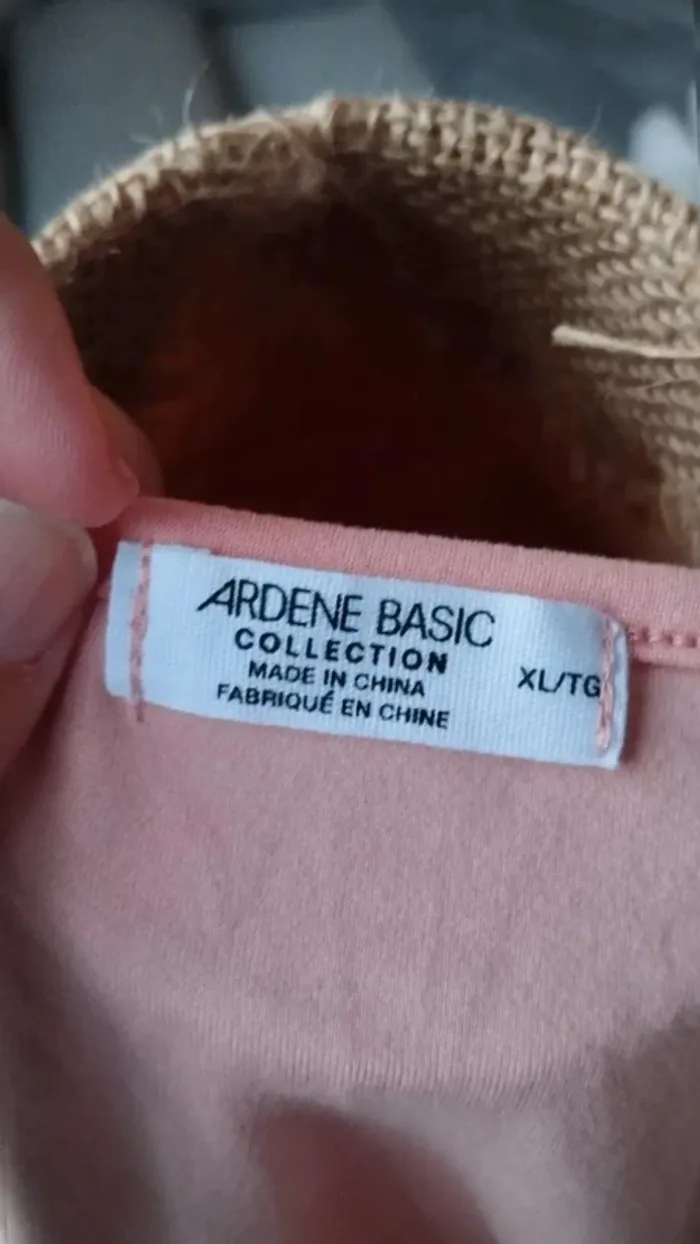 ARDENE BASIC
COLLECTION
MADE IN CHINA
FABRIQUÉ EN CHINE
XL/TG